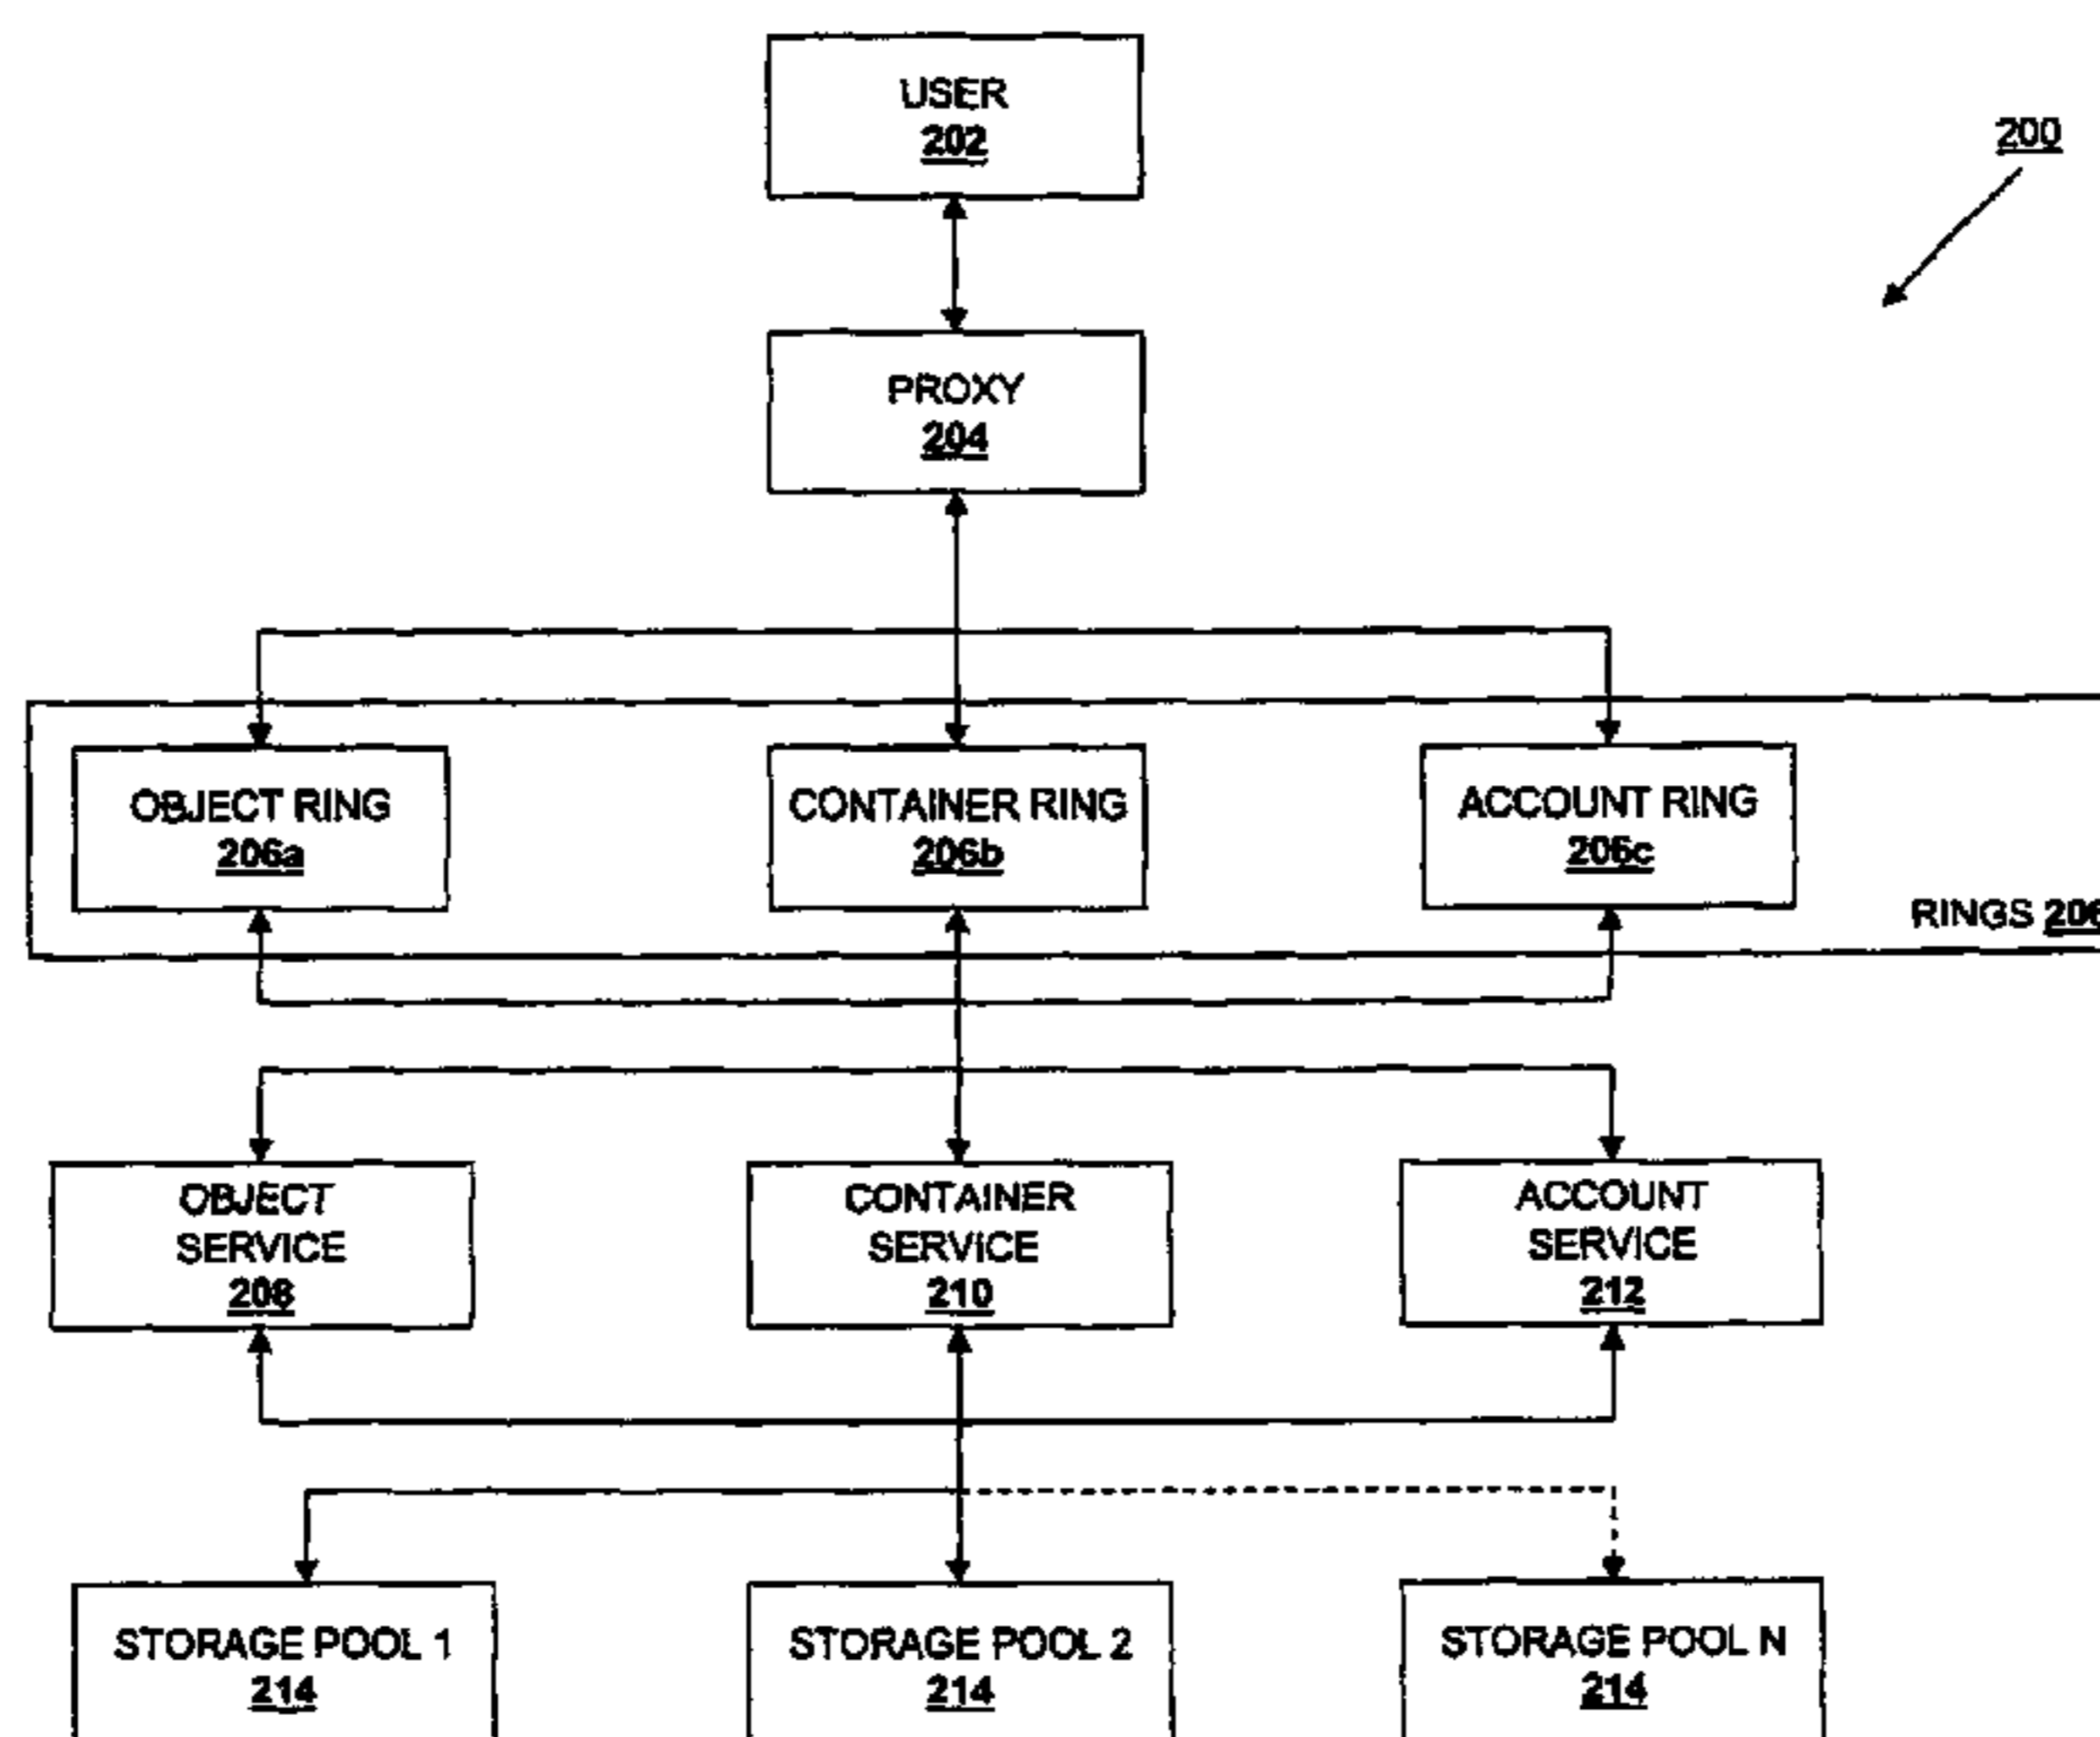 USER
202
200
PROXY
204
OBJECT RING
206a
CONTAINER RING
206b
ACCOUNT RING
206c
RINGS 206
OBJECT
SERVICE
208
CONTAINER
SERVICE
210
ACCOUNT
SERVICE
212
STORAGE POOL 1
214
STORAGE POOL 2
214
STORAGE POOL N
214